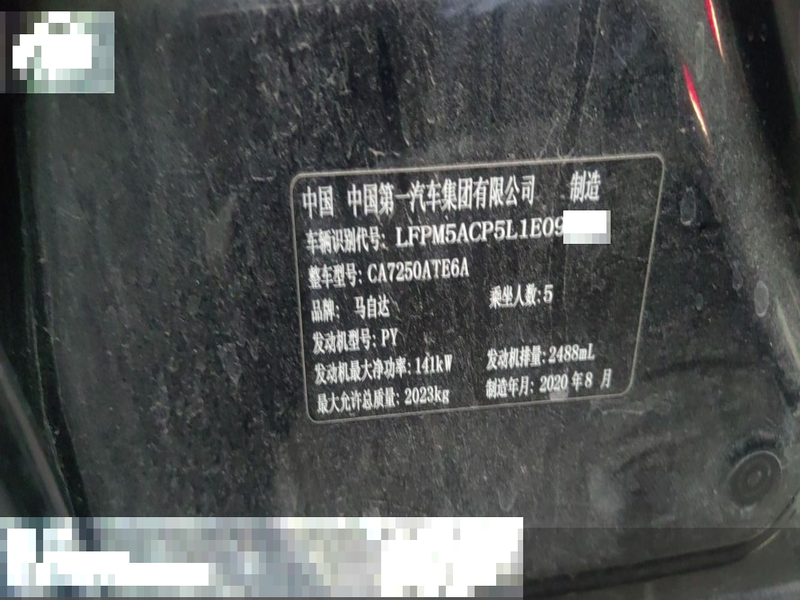 中国 中国第一汽车集团有限公司 制造
车辆识别代号: LFPM5ACP5L1E09
整车型号: CA7250ATE6A
品牌: 马自达 乘坐人数: 5
发动机型号: PY
发动机最大净功率: 141kW 发动机排量: 2488mL
最大允许总质量: 2023kg 制造年月: 2020 年 8 月